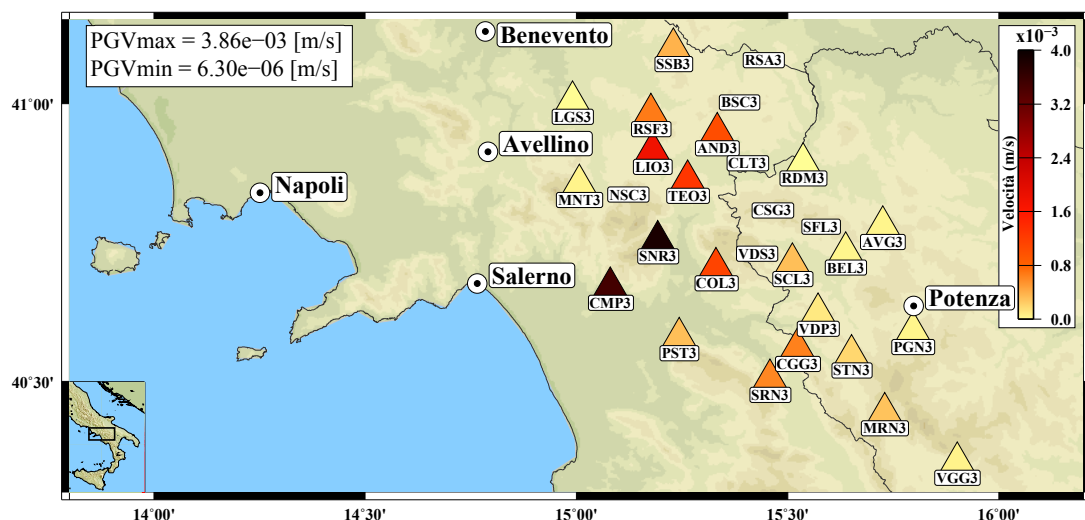 PGVmax = 3.86e−03 [m/s]
PGVmin = 6.30e−06 [m/s]
Benevento
SSB3
RSA3
×10⁻³
4.0
3.2
2.4
1.6
0.8
0.0
Velocità (m/s)
41°00'
LGS3
RSF3
BSC3
AND3
Avellino
LIO3
CLT3
RDM3
Napoli
MNT3
NSC3
TEO3
CSG3
SFL3
AVG3
SNR3
VDS3
BEL3
Salerno
COL3
SCL3
CMP3
Potenza
VDP3
PGN3
PST3
CGG3
STN3
40°30'
SRN3
MRN3
VGG3
14°00'
14°30'
15°00'
15°30'
16°00'